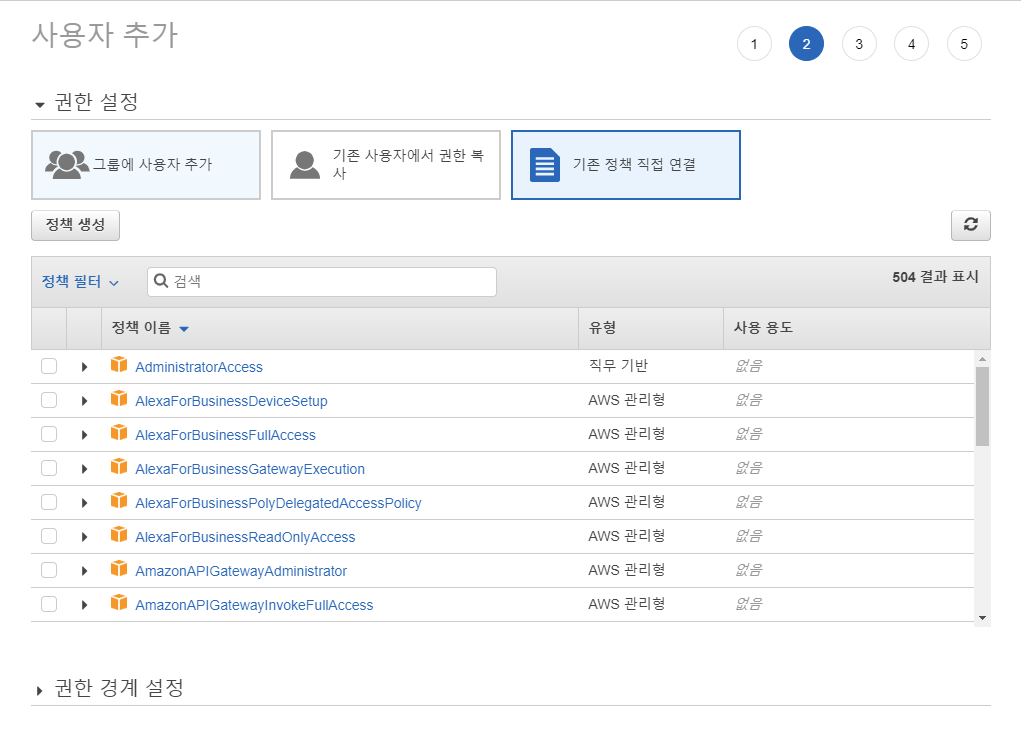 사용자 추가
1 2 3 4 5
권한 설정
그룹에 사용자 추가
기존 사용자에서 권한 복
사
기존 정책 직접 연결
정책 생성
정책 필터 검색 504 결과 표시
정책 이름 유형 사용 용도
AdministratorAccess 직무 기반 없음
AlexaForBusinessDeviceSetup AWS 관리형 없음
AlexaForBusinessFullAccess AWS 관리형 없음
AlexaForBusinessGatewayExecution AWS 관리형 없음
AlexaForBusinessPolyDelegatedAccessPolicy AWS 관리형 없음
AlexaForBusinessReadOnlyAccess AWS 관리형 없음
AmazonAPIGatewayAdministrator AWS 관리형 없음
AmazonAPIGatewayInvokeFullAccess AWS 관리형 없음
권한 경계 설정